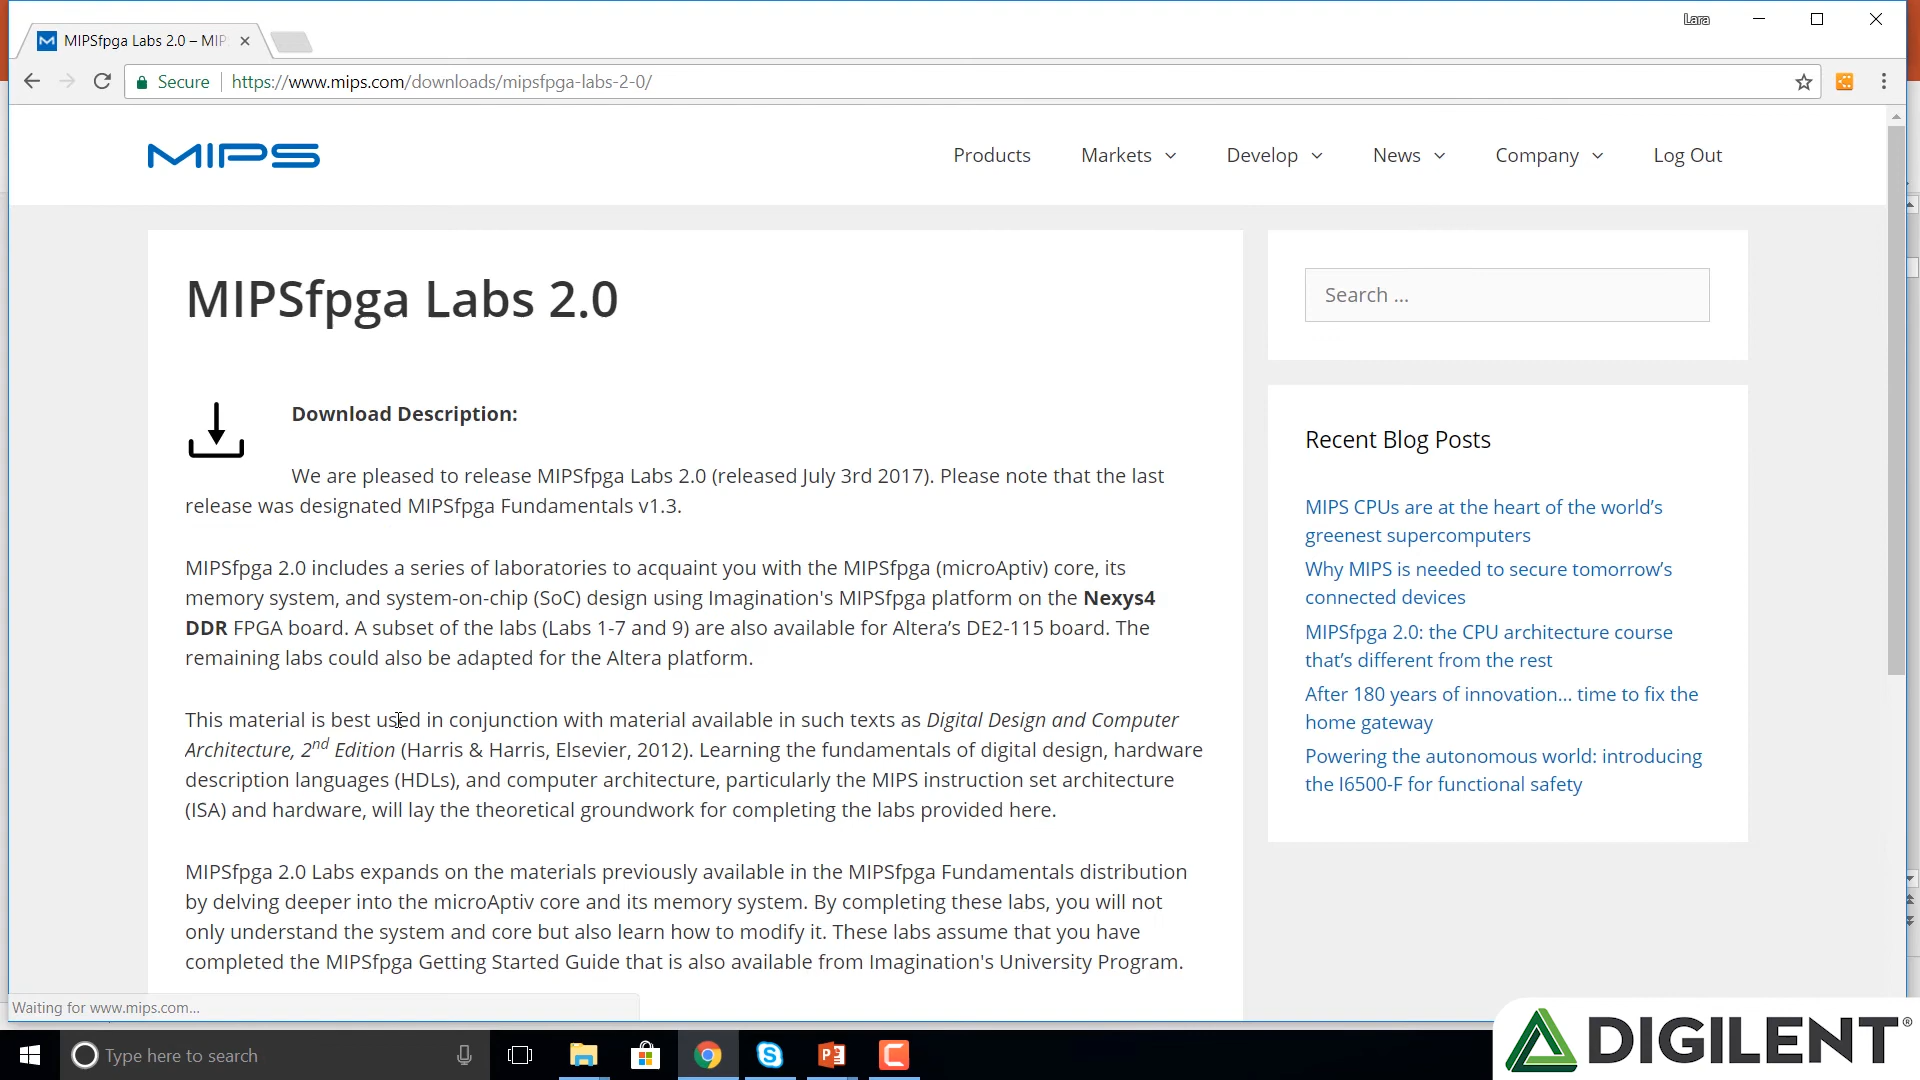 Lara
MIPSfpga Labs 2.0 – MIP
Secure
https://www.mips.com/downloads/mipsfpga-labs-2-0/
MIPS
Products
Markets
Develop
News
Company
Log Out
MIPSfpga Labs 2.0
Search ...
Download Description:
We are pleased to release MIPSfpga Labs 2.0 (released July 3rd 2017). Please note that the last
release was designated MIPSfpga Fundamentals v1.3.
MIPSfpga 2.0 includes a series of laboratories to acquaint you with the MIPSfpga (microAptiv) core, its
memory system, and system-on-chip (SoC) design using Imagination's MIPSfpga platform on the Nexys4
DDR FPGA board. A subset of the labs (Labs 1-7 and 9) are also available for Altera’s DE2-115 board. The
remaining labs could also be adapted for the Altera platform.
This material is best used in conjunction with material available in such texts as Digital Design and Computer
Architecture, 2nd Edition (Harris & Harris, Elsevier, 2012). Learning the fundamentals of digital design, hardware
description languages (HDLs), and computer architecture, particularly the MIPS instruction set architecture
(ISA) and hardware, will lay the theoretical groundwork for completing the labs provided here.
MIPSfpga 2.0 Labs expands on the materials previously available in the MIPSfpga Fundamentals distribution
by delving deeper into the microAptiv core and its memory system. By completing these labs, you will not
only understand the system and core but also learn how to modify it. These labs assume that you have
completed the MIPSfpga Getting Started Guide that is also available from Imagination's University Program.
Recent Blog Posts
MIPS CPUs are at the heart of the world’s
greenest supercomputers
Why MIPS is needed to secure tomorrow’s
connected devices
MIPSfpga 2.0: the CPU architecture course
that’s different from the rest
After 180 years of innovation… time to fix the
home gateway
Powering the autonomous world: introducing
the I6500-F for functional safety
Waiting for www.mips.com...
Type here to search
DIGILENT®